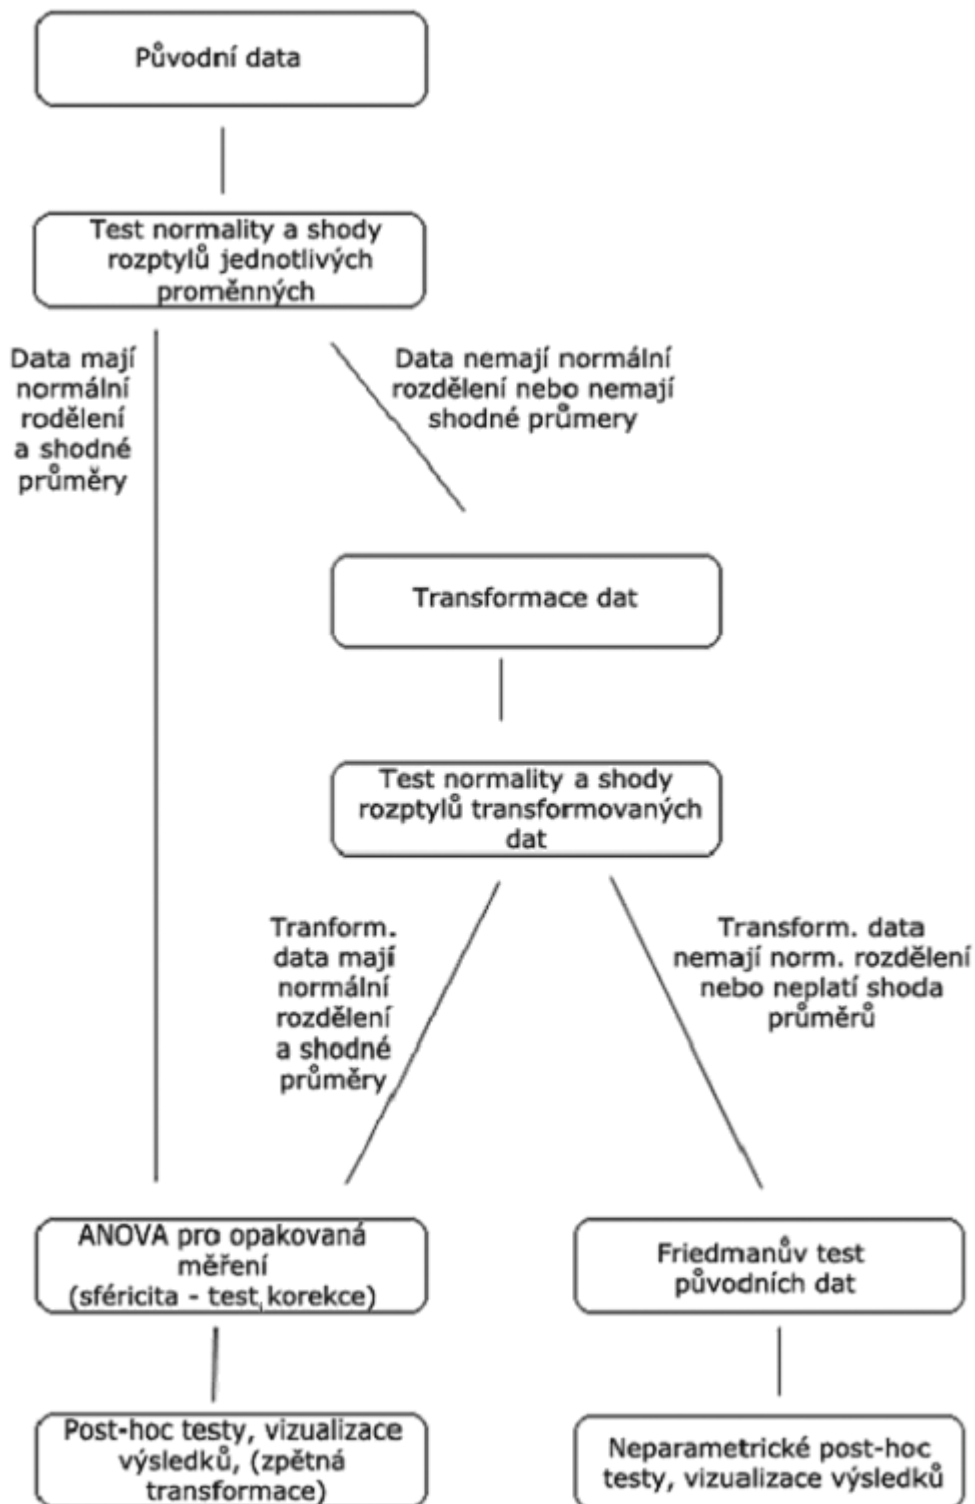 Původní data
Test normality a shody
rozptylů jednotlivých
proměnných
Data mají
normální
rodělení
a shodné
průměry
Data nemají normální
rozdělení nebo nemají
shodné průmery
Transformace dat
Test normality a shody
rozptylů transformovaných
dat
Tranform.
data mají
normální
rozdělení
a shodné
průměry
Transform. data
nemají norm. rozdělení
nebo neplatí shoda
průměrů
ANOVA pro opakovaná
měření
(sféricita - test, korekce)
Friedmanův test
původních dat
Post-hoc testy, vizualizace
výsledků, (zpětná
transformace)
Neparametrické post-hoc
testy, vizualizace výsledků